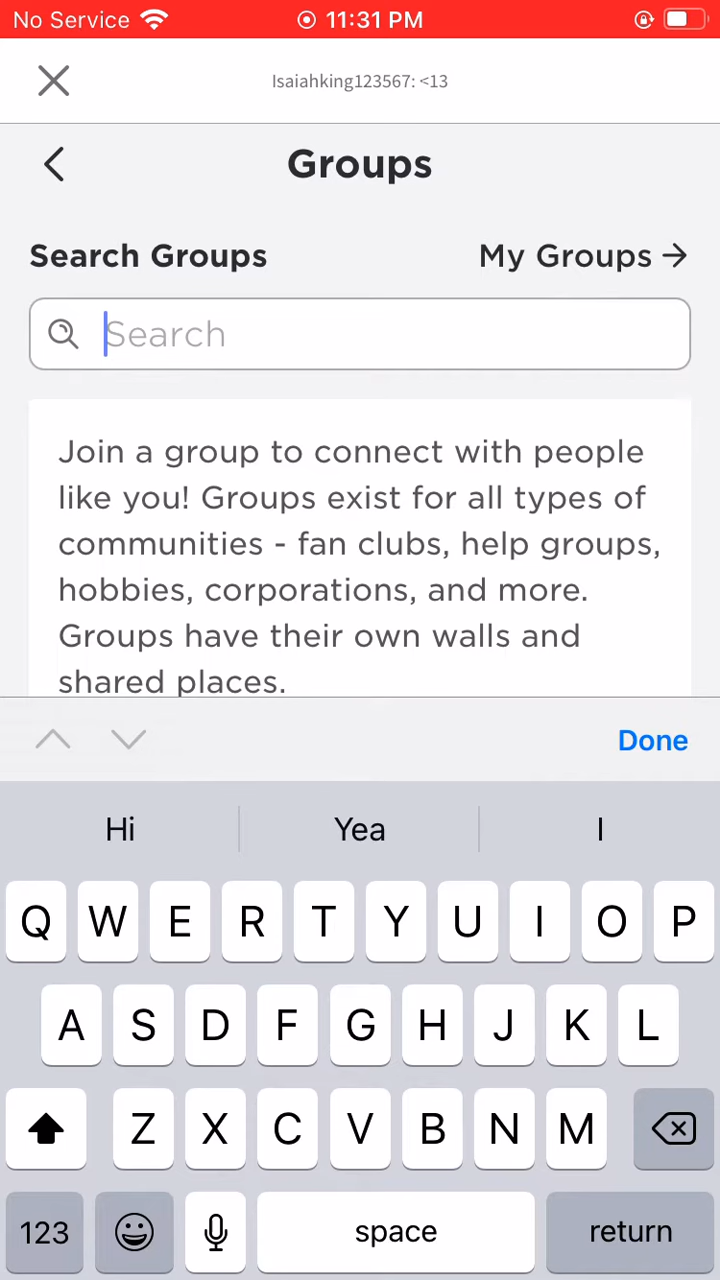 No Service 11:31 PM
Isaiahking123567: <13
Groups
Search Groups My Groups →
Search
Join a group to connect with people
like you! Groups exist for all types of
communities - fan clubs, help groups,
hobbies, corporations, and more.
Groups have their own walls and
shared places.
Done
Hi Yea I
Q W E R T Y U I O P
A S D F G H J K L
Z X C V B N M
123 space return